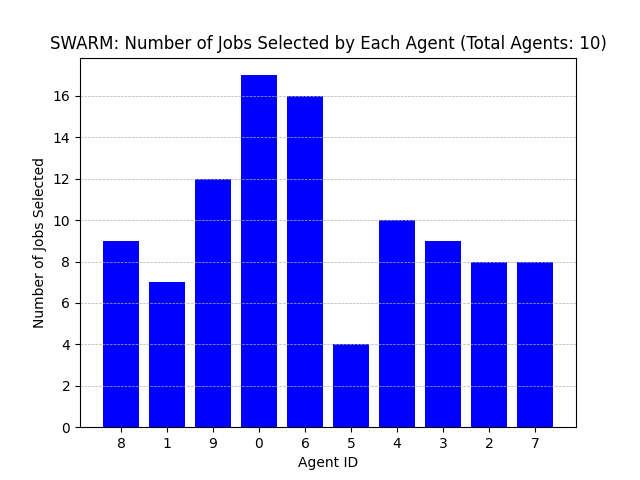 SWARM: Number of Jobs Selected by Each Agent (Total Agents: 10)
Number of Jobs Selected
16
14
12
10
8
6
4
2
0
8 1 9 0 6 5 4 3 2 7
Agent ID